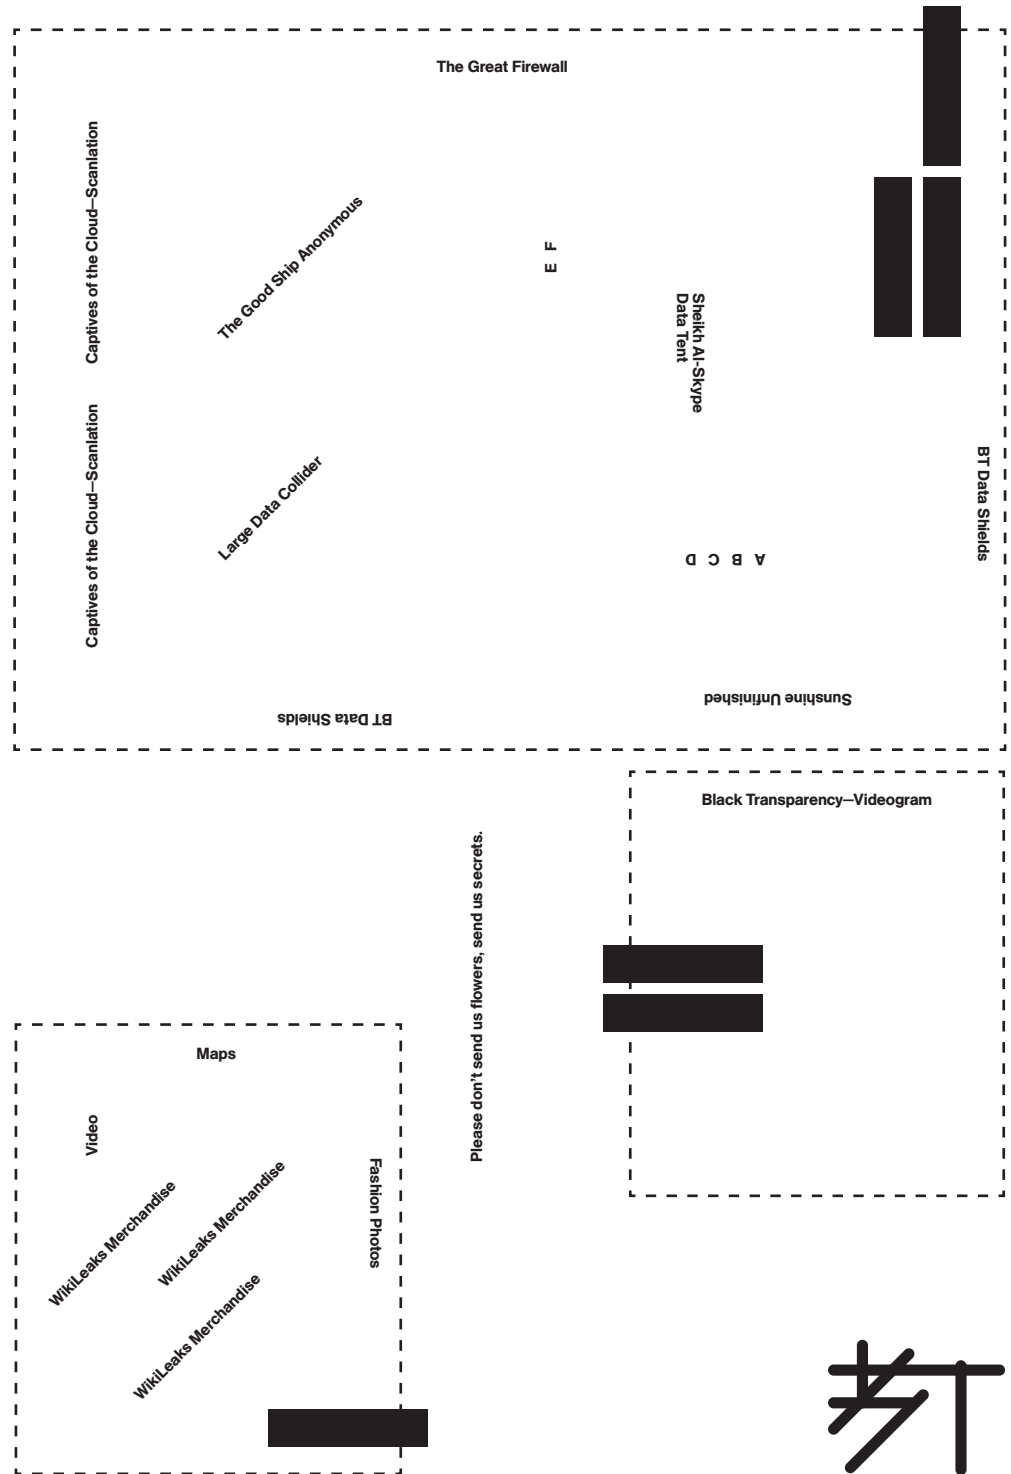 The Great Firewall
Captives of the Cloud—Scanlation
The Good Ship Anonymous
E F
Sheikh Al-Skype
Data Tent
BT Data Shields
Captives of the Cloud—Scanlation
Large Data Collider
A B C D
Sunshine Unfinished
BT Data Shields
Black Transparency—Videogram
Please don’t send us flowers, send us secrets.
Maps
Video
Fashion Photos
WikiLeaks Merchandise
WikiLeaks Merchandise
WikiLeaks Merchandise